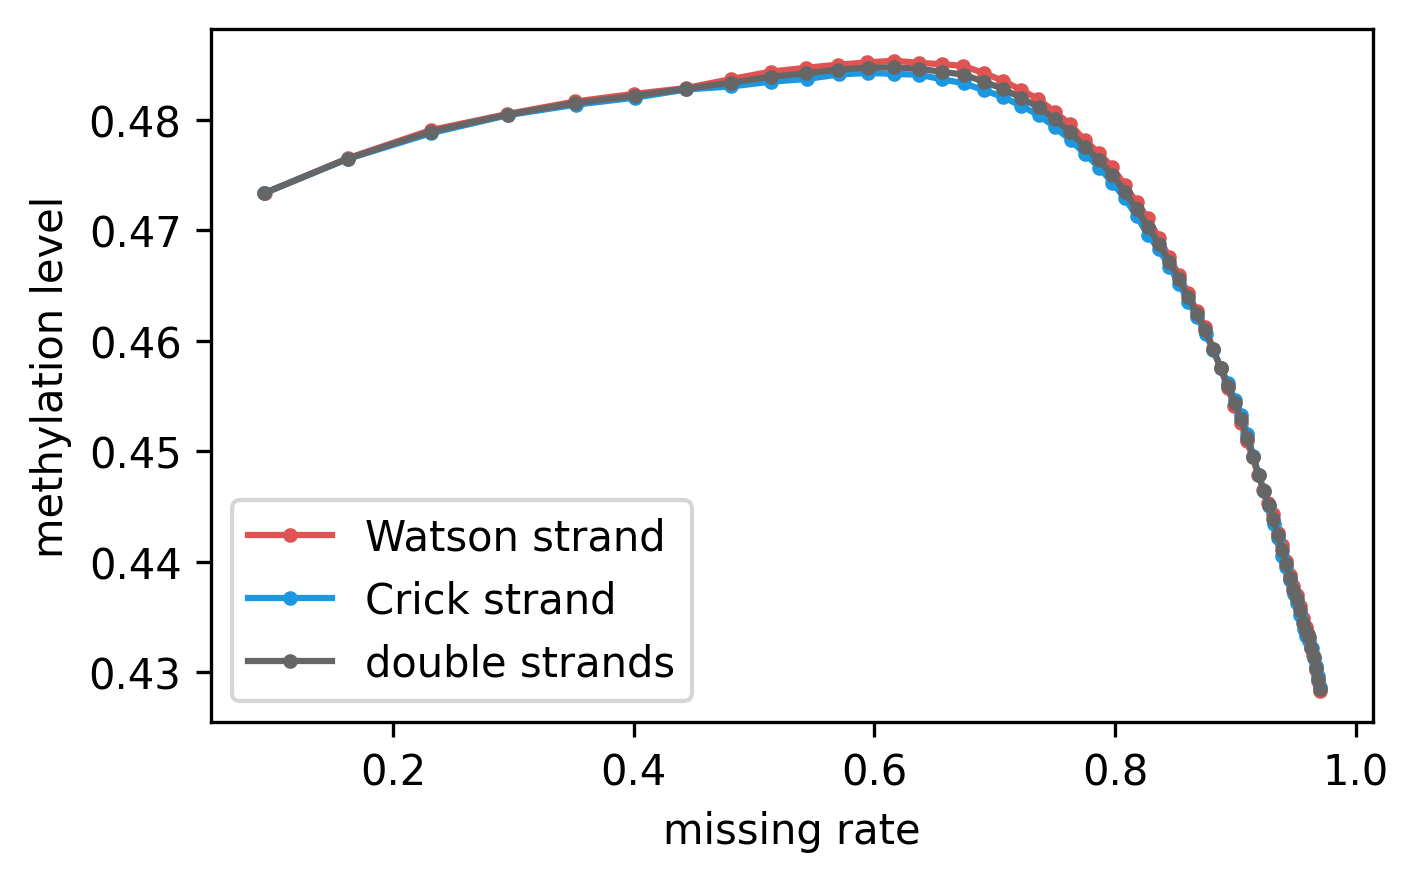 methylation level
0.48
0.47
0.46
0.45
0.44
0.43
Watson strand
Crick strand
double strands
0.2 0.4 0.6 0.8 1.0
missing rate